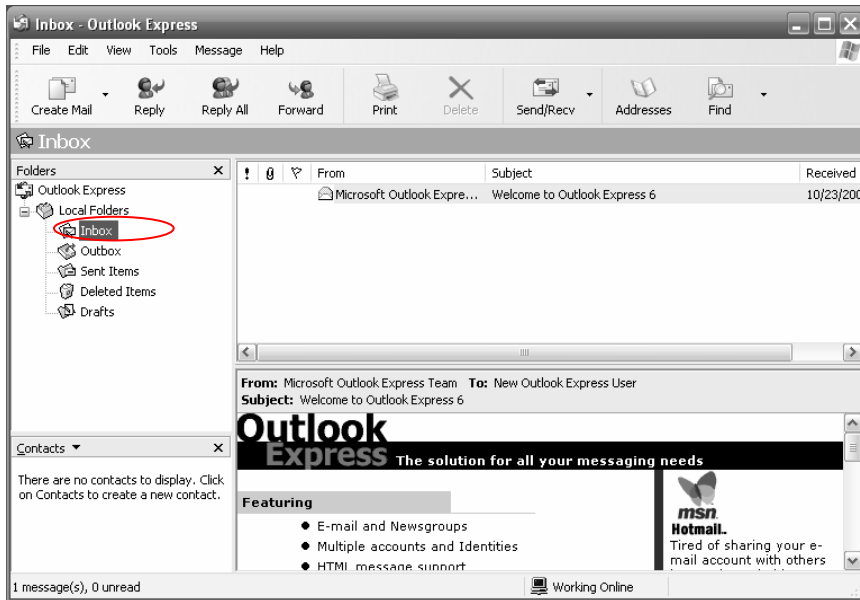 Inbox - Outlook Express
File Edit View Tools Message Help
Create Mail Reply Reply All Forward Print Delete Send/Recv Addresses Find
Inbox
Folders
Outlook Express
Local Folders
Inbox
Outbox
Sent Items
Deleted Items
Drafts
! From Subject Received
Microsoft Outlook Expre... Welcome to Outlook Express 6 10/23/200
From: Microsoft Outlook Express Team To: New Outlook Express User
Subject: Welcome to Outlook Express 6
Outlook
Express The solution for all your messaging needs
Featuring
E-mail and Newsgroups
Multiple accounts and Identities
HTML message support
msn
Hotmail
Tired of sharing your e-
mail account with others
Contacts
There are no contacts to display. Click
on Contacts to create a new contact.
1 message(s), 0 unread
Working Online